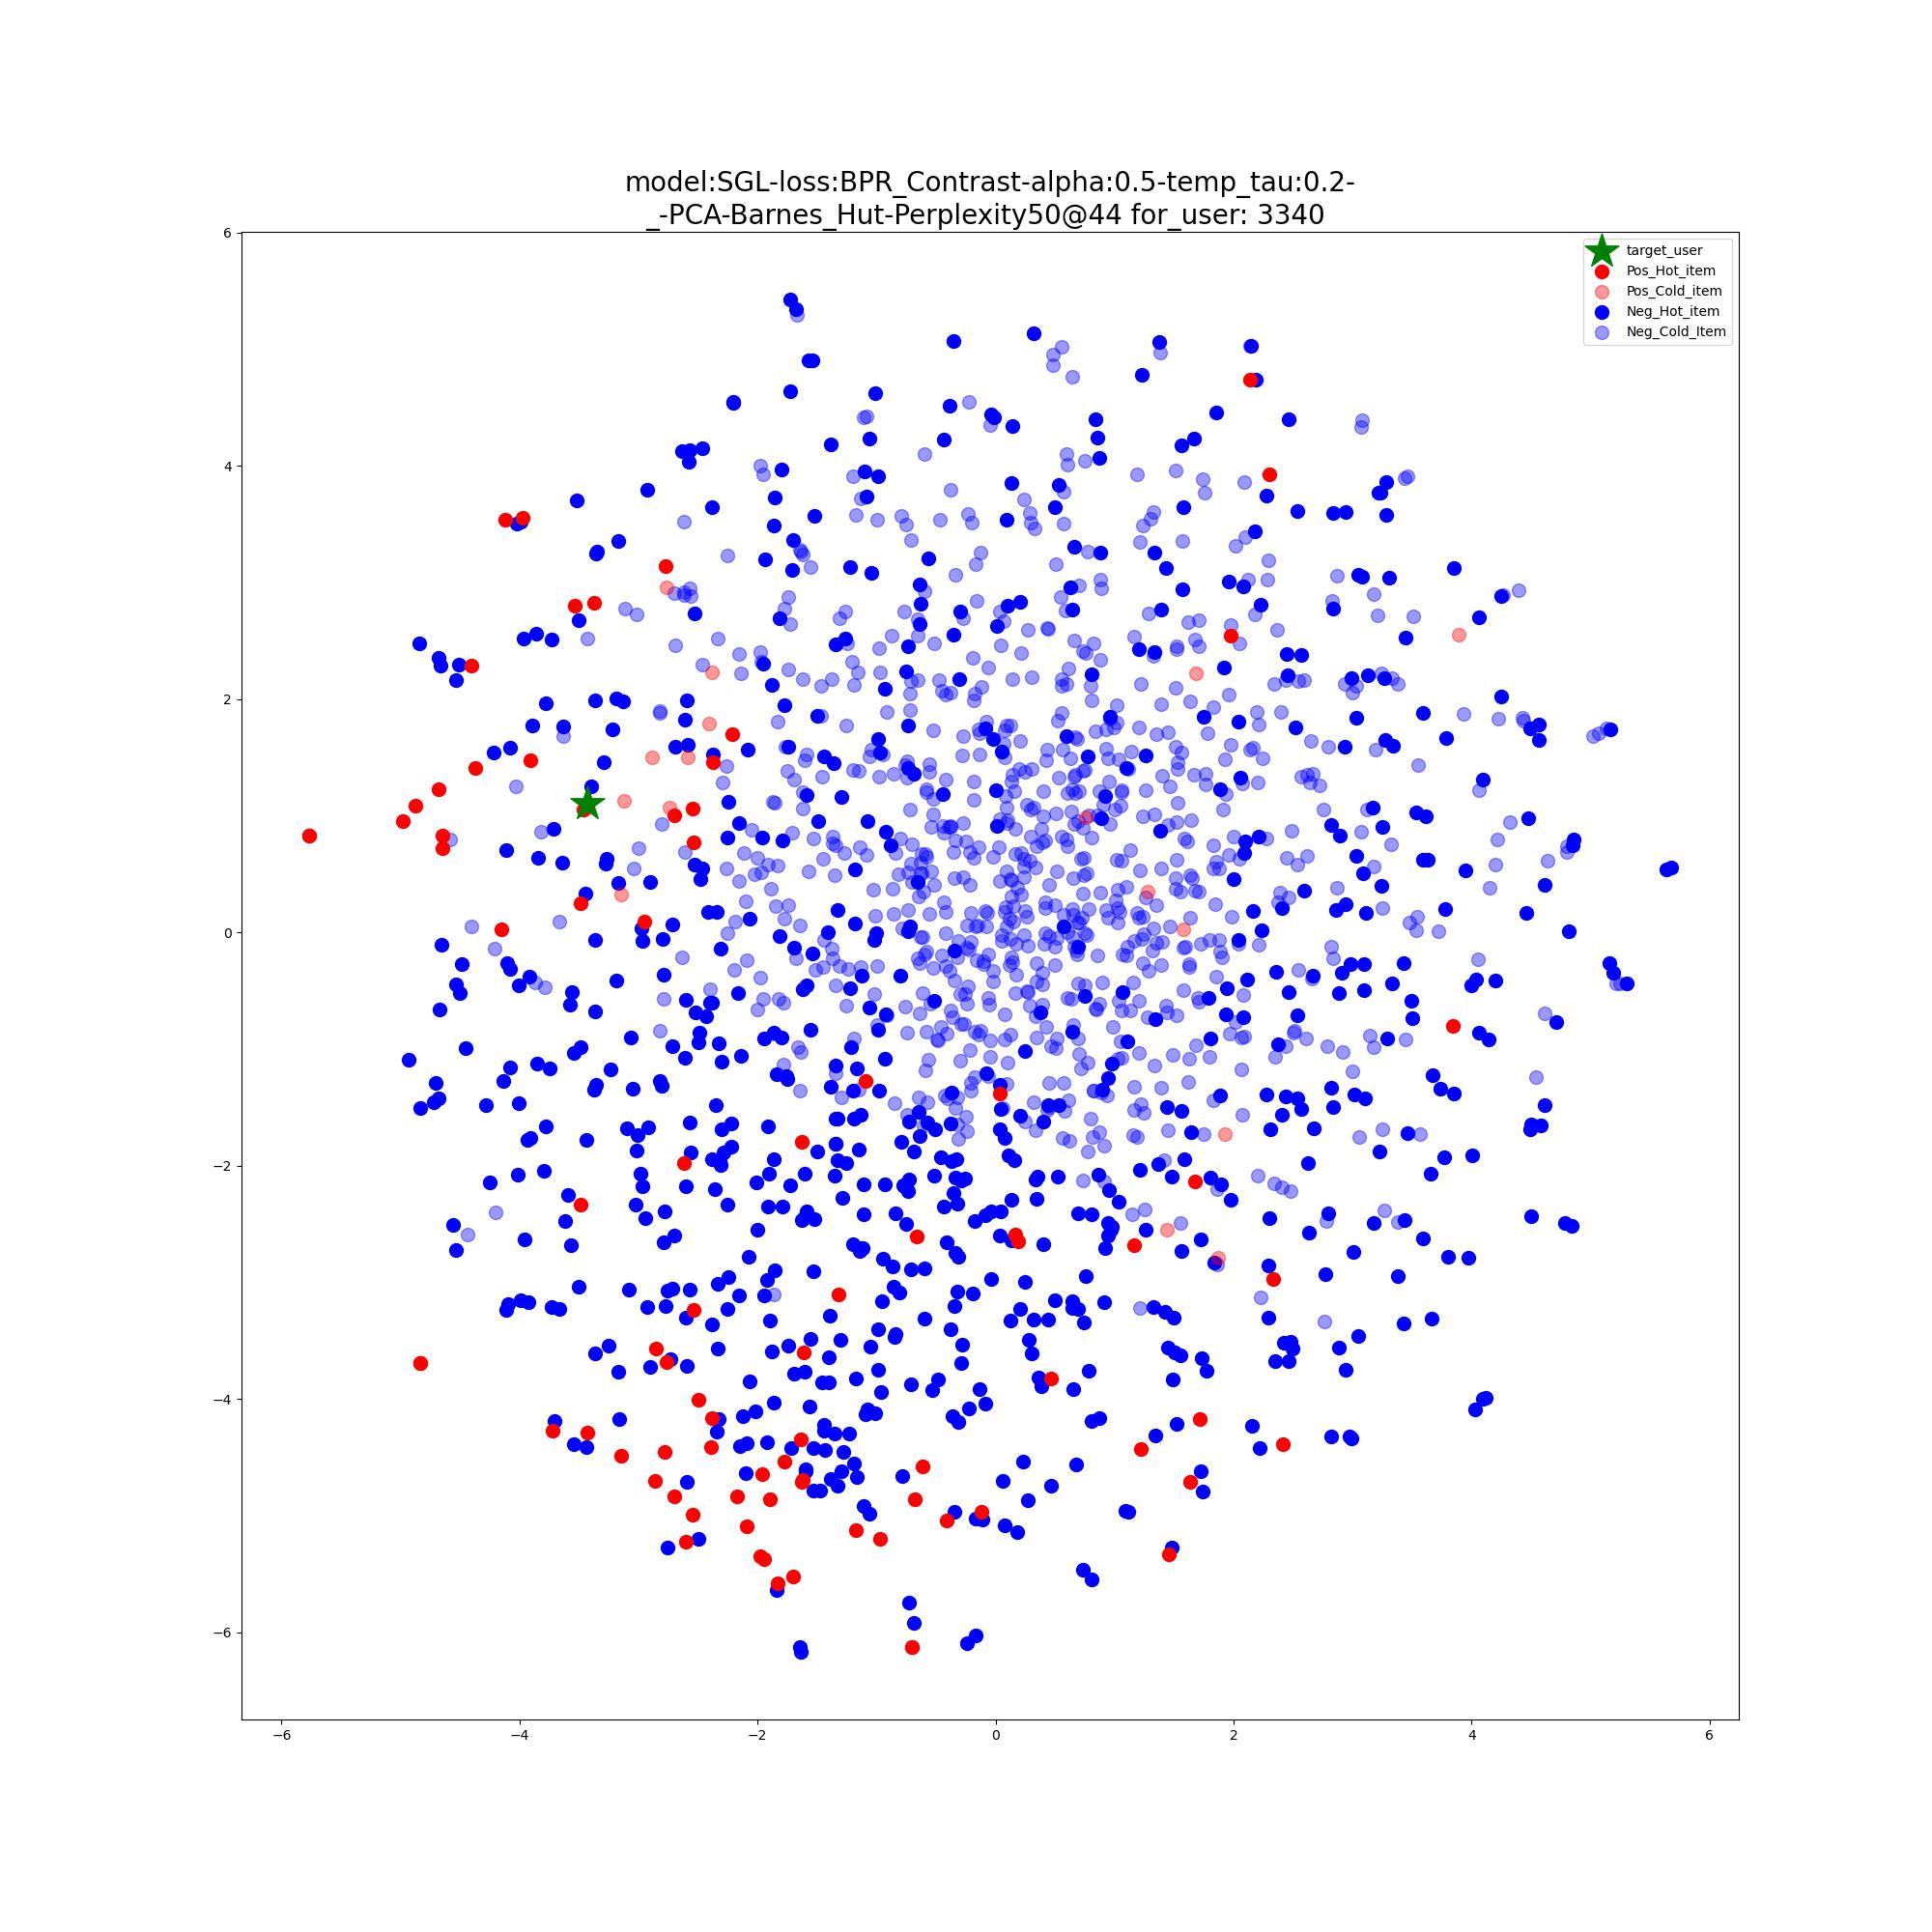 model:SGL-loss:BPR_Contrast-alpha:0.5-temp_tau:0.2-
_-PCA-Barnes_Hut-Perplexity50@44 for_user: 3340
target_user
Pos_Hot_item
Pos_Cold_item
Neg_Hot_item
Neg_Cold_Item
6
4
2
0
−2
−4
−6
−6 −4 −2 0 2 4 6